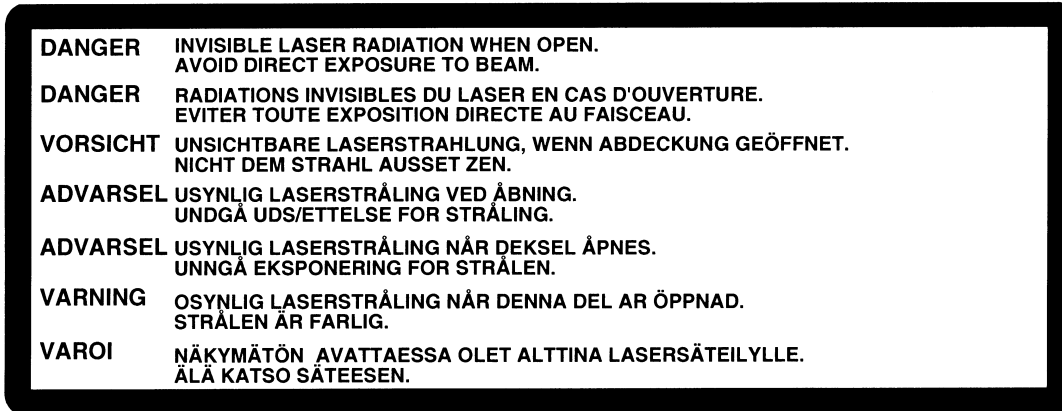 DANGER INVISIBLE LASER RADIATION WHEN OPEN.
AVOID DIRECT EXPOSURE TO BEAM.
DANGER RADIATIONS INVISIBLES DU LASER EN CAS D'OUVERTURE.
EVITER TOUTE EXPOSITION DIRECTE AU FAISCEAU.
VORSICHT UNSICHTBARE LASERSTRAHLUNG, WENN ABDECKUNG GEÖFFNET.
NICHT DEM STRAHL AUSSET ZEN.
ADVARSEL USYNLIG LASERSTRÅLING VED ÅBNING.
UNDGÅ UDS/ETTELSE FOR STRÅLING.
ADVARSEL USYNLIG LASERSTRÅLING NÅR DEKSEL ÅPNES.
UNNGÅ EKSPONERING FOR STRÅLEN.
VARNING OSYNLIG LASERSTRÅLING NÅR DENNA DEL AR ÖPPNAD.
STRÅLEN ÄR FARLIG.
VARO! NÄKYMÄTÖN AVATTAESSA OLET ALTTINA LASERSÄTEILYLLE.
ÄLÄ KATSO SÄTEESEN.